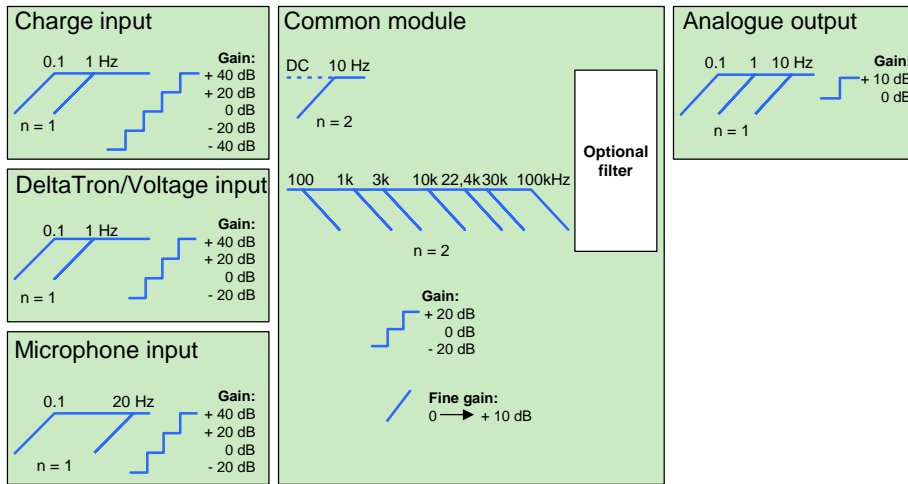 Charge input
0.1 1 Hz
Gain:
+ 40 dB
+ 20 dB
0 dB
- 20 dB
- 40 dB
n = 1
DeltaTron/Voltage input
0.1 1 Hz
Gain:
+ 40 dB
+ 20 dB
0 dB
- 20 dB
n = 1
Microphone input
0.1 20 Hz
Gain:
+ 40 dB
+ 20 dB
0 dB
- 20 dB
n = 1
Common module
DC 10 Hz
n = 2
100 1k 3k 10k 22,4k 30k 100kHz
n = 2
Gain:
+ 20 dB
0 dB
- 20 dB
Fine gain:
0 + 10 dB
Optional
filter
Analogue output
0.1 1 10 Hz
Gain:
+ 10 dB
0 dB
n = 1